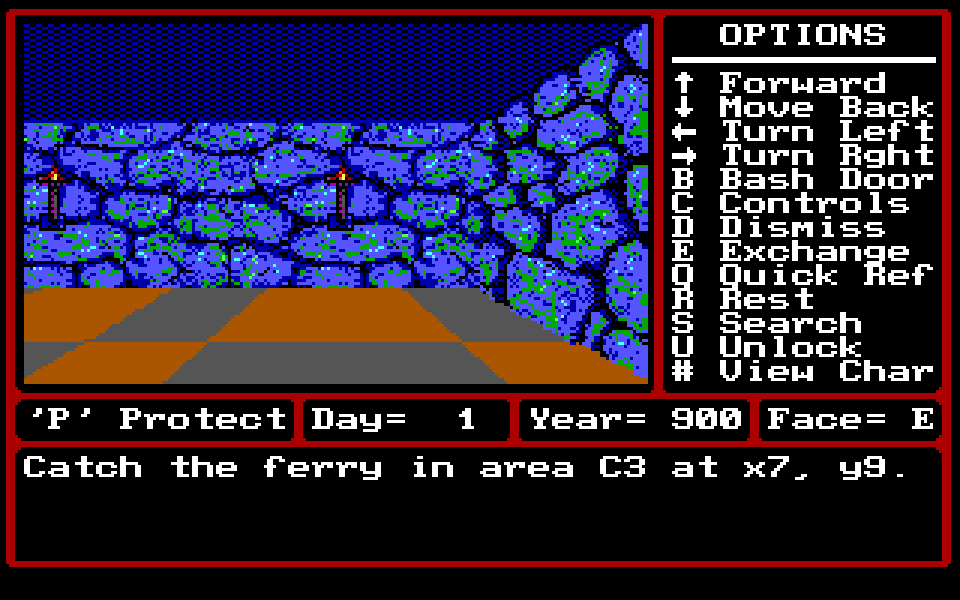 OPTIONS
↑ Forward
↓ Move Back
← Turn Left
→ Turn Rght
B Bash Door
C Controls
D Dismiss
E Exchange
Q Quick Ref
R Rest
S Search
U Unlock
# View Char
'P' Protect Day= 1 Year= 900 Face= E
Catch the ferry in area C3 at x7, y9.